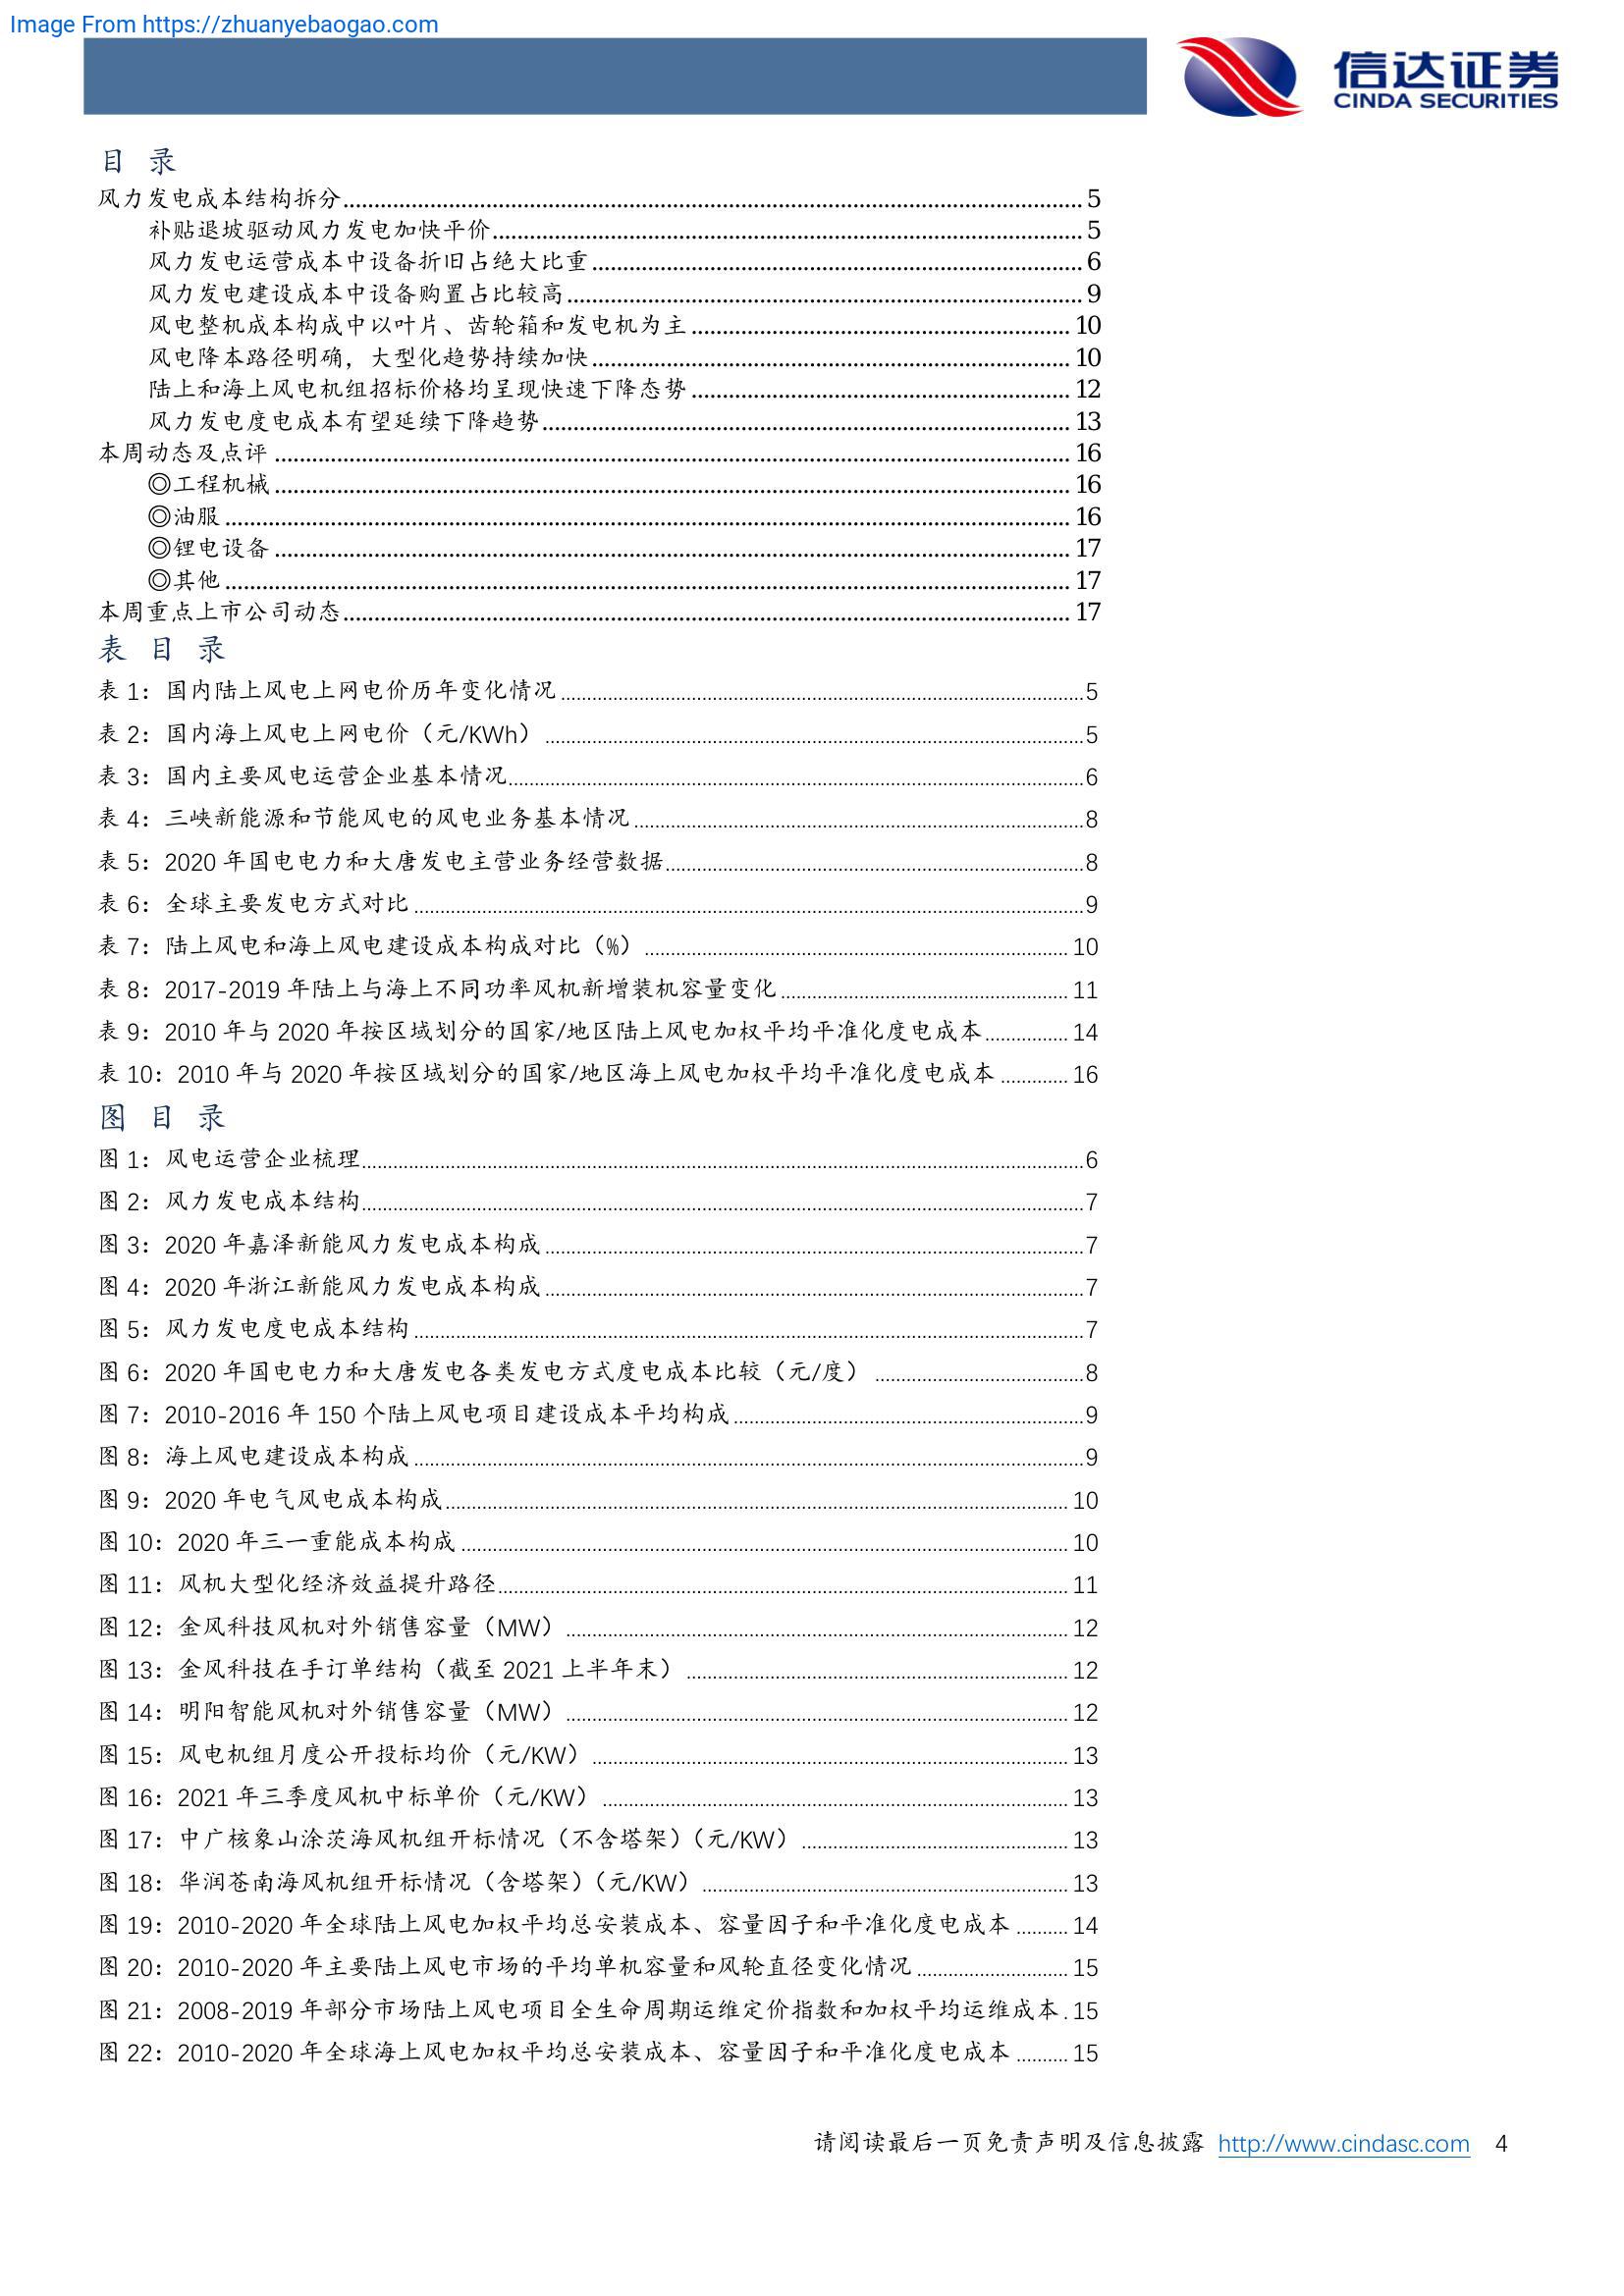 Image From https://zhuanyebaogao.com
信达证券
CINDA SECURITIES
目 录
风力发电成本结构拆分........................ 5
补贴退坡驱动风力发电加快平价........................ 5
风力发电运营成本中设备折旧占绝大比重........................ 6
风力发电建设成本中设备购置占比较高........................ 9
风电整机成本构成中以叶片、齿轮箱和发电机为主........................ 10
风电降本路径明确，大型化趋势持续加快........................ 10
陆上和海上风电机组招标价格均呈现快速下降态势........................ 12
风力发电度电成本有望延续下降趋势........................ 13
本周动态及点评........................ 16
◎工程机械........................ 16
◎油服........................ 16
◎锂电设备........................ 17
◎其他........................ 17
本周重点上市公司动态........................ 17
表 目 录
表 1：国内陆上风电上网电价历年变化情况........................5
表 2：国内海上风电上网电价（元/KWh）........................5
表 3：国内主要风电运营企业基本情况........................6
表 4：三峡新能源和节能风电的风电业务基本情况........................8
表 5：2020 年国电电力和大唐发电主营业务经营数据........................8
表 6：全球主要发电方式对比........................9
表 7：陆上风电和海上风电建设成本构成对比（%）........................ 10
表 8：2017-2019 年陆上与海上不同功率风机新增装机容量变化........................ 11
表 9：2010 年与 2020 年按区域划分的国家/地区陆上风电加权平均平准化度电成本................ 14
表 10：2010 年与 2020 年按区域划分的国家/地区海上风电加权平均平准化度电成本............. 16
图 目 录
图 1：风电运营企业梳理........................6
图 2：风力发电成本结构........................7
图 3：2020 年嘉泽新能风力发电成本构成........................7
图 4：2020 年浙江新能风力发电成本构成........................7
图 5：风力发电度电成本结构........................7
图 6：2020 年国电电力和大唐发电各类发电方式度电成本比较（元/度）........................8
图 7：2010-2016 年 150 个陆上风电项目建设成本平均构成........................9
图 8：海上风电建设成本构成........................9
图 9：2020 年电气风电成本构成........................ 10
图 10：2020 年三一重能成本构成........................ 10
图 11：风机大型化经济效益提升路径........................ 11
图 12：金风科技风机对外销售容量（MW）........................ 12
图 13：金风科技在手订单结构（截至 2021 上半年末）........................ 12
图 14：明阳智能风机对外销售容量（MW）........................ 12
图 15：风电机组月度公开投标均价（元/KW）........................ 13
图 16：2021 年三季度风机中标单价（元/KW）........................ 13
图 17：中广核象山涂茨海风机组开标情况（不含塔架）（元/KW）........................ 13
图 18：华润苍南海风机组开标情况（含塔架）（元/KW）........................ 13
图 19：2010-2020 年全球陆上风电加权平均总安装成本、容量因子和平准化度电成本.......... 14
图 20：2010-2020 年主要陆上风电市场的平均单机容量和风轮直径变化情况........................ 15
图 21：2008-2019 年部分市场陆上风电项目全生命周期运维定价指数和加权平均运维成本. 15
图 22：2010-2020 年全球海上风电加权平均总安装成本、容量因子和平准化度电成本.......... 15
请阅读最后一页免责声明及信息披露 http://www.cindasc.com 4